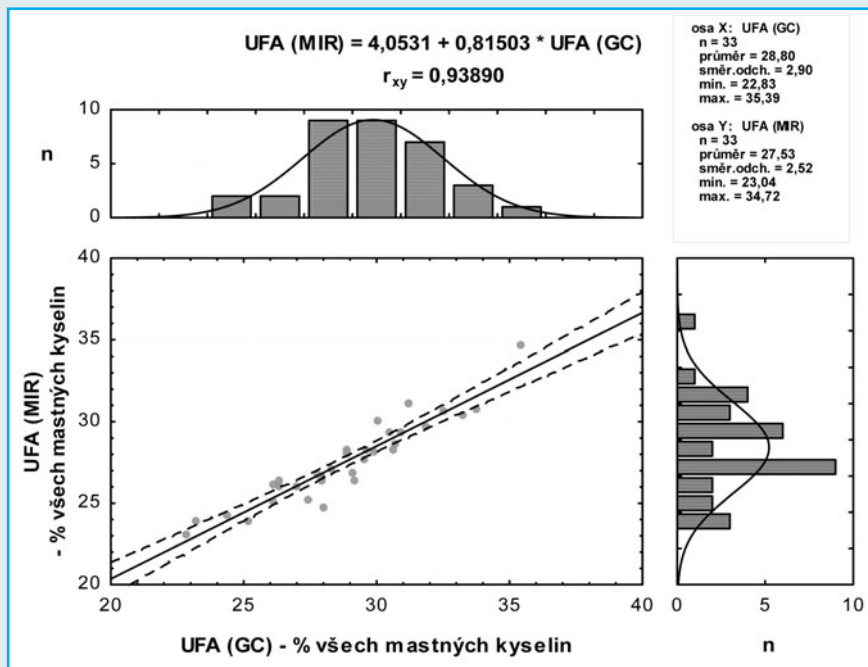 UFA (MIR) = 4,0531 + 0,81503 * UFA (GC)
rxy = 0,93890
osa X: UFA (GC)
n = 33
průměr = 28,80
směr.odch. = 2,90
min. = 22,83
max. = 35,39
osa Y: UFA (MIR)
n = 33
průměr = 27,53
směr.odch. = 2,52
min. = 23,04
max. = 34,72
n
10
5
0
UFA (MIR)
- % všech mastných kyselin
40
35
30
25
20
20 25 30 35 40
UFA (GC) - % všech mastných kyselin
0 5 10
n